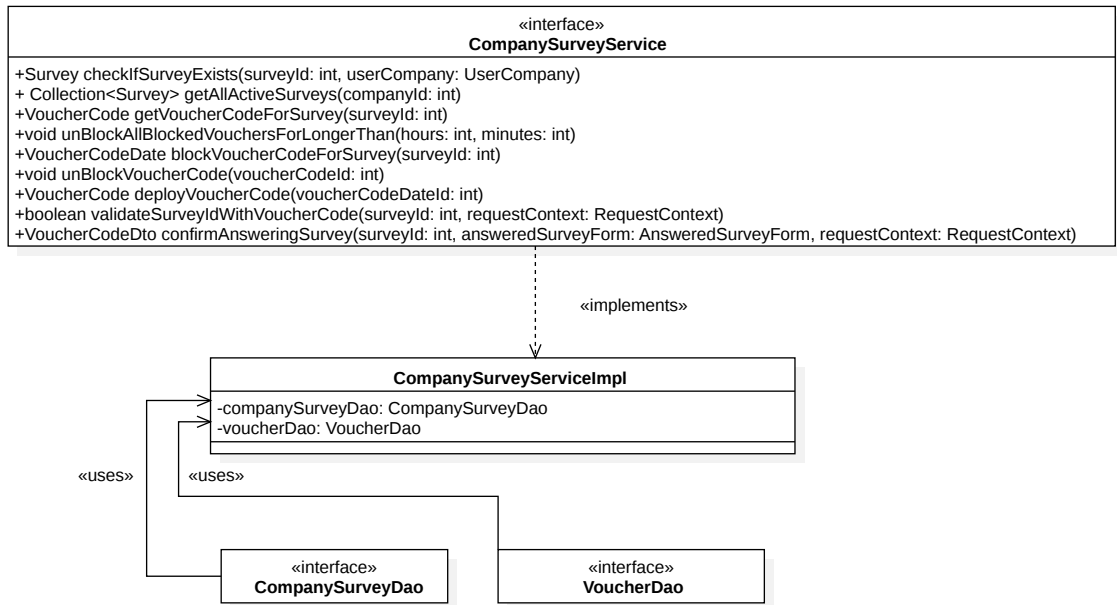 «interface»
CompanySurveyService
+Survey checkIfSurveyExists(surveyId: int, userCompany: UserCompany)
+ Collection<Survey> getAllActiveSurveys(companyId: int)
+VoucherCode getVoucherCodeForSurvey(surveyId: int)
+void unBlockAllBlockedVouchersForLongerThan(hours: int, minutes: int)
+VoucherCodeDate blockVoucherCodeForSurvey(surveyId: int)
+void unBlockVoucherCode(voucherCodeId: int)
+VoucherCode deployVoucherCode(voucherCodeDateId: int)
+boolean validateSurveyIdWithVoucherCode(surveyId: int, requestContext: RequestContext)
+VoucherCodeDto confirmAnsweringSurvey(surveyId: int, answeredSurveyForm: AnsweredSurveyForm, requestContext: RequestContext)
«implements»
CompanySurveyServiceImpl
-companySurveyDao: CompanySurveyDao
-voucherDao: VoucherDao
«uses»
«uses»
«interface»
CompanySurveyDao
«interface»
VoucherDao